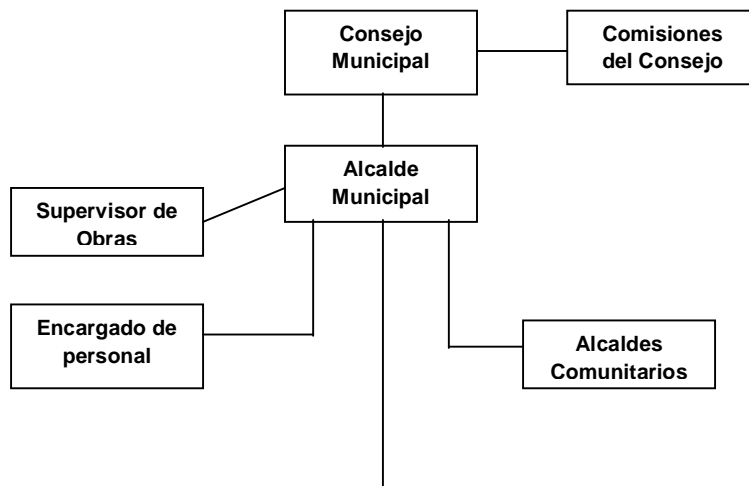 Consejo
Municipal
Comisiones
del Consejo
Alcalde
Municipal
Supervisor de
Obras
Encargado de
personal
Alcaldes
Comunitarios